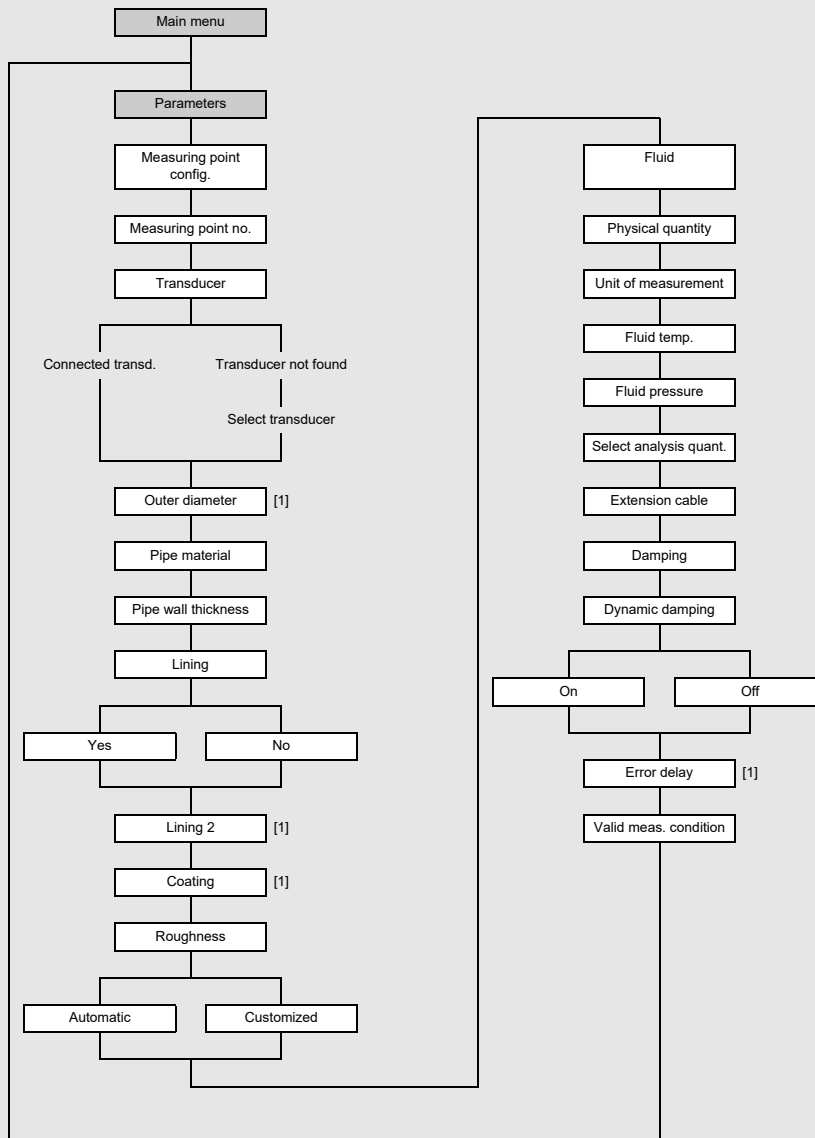 Main menu
Parameters
Measuring point
config.
Measuring point no.
Transducer
Connected transd.
Transducer not found
Select transducer
Outer diameter
[1]
Pipe material
Pipe wall thickness
Lining
Yes
No
Lining 2
[1]
Coating
[1]
Roughness
Automatic
Customized
Fluid
Physical quantity
Unit of measurement
Fluid temp.
Fluid pressure
Select analysis quant.
Extension cable
Damping
Dynamic damping
On
Off
Error delay
[1]
Valid meas. condition